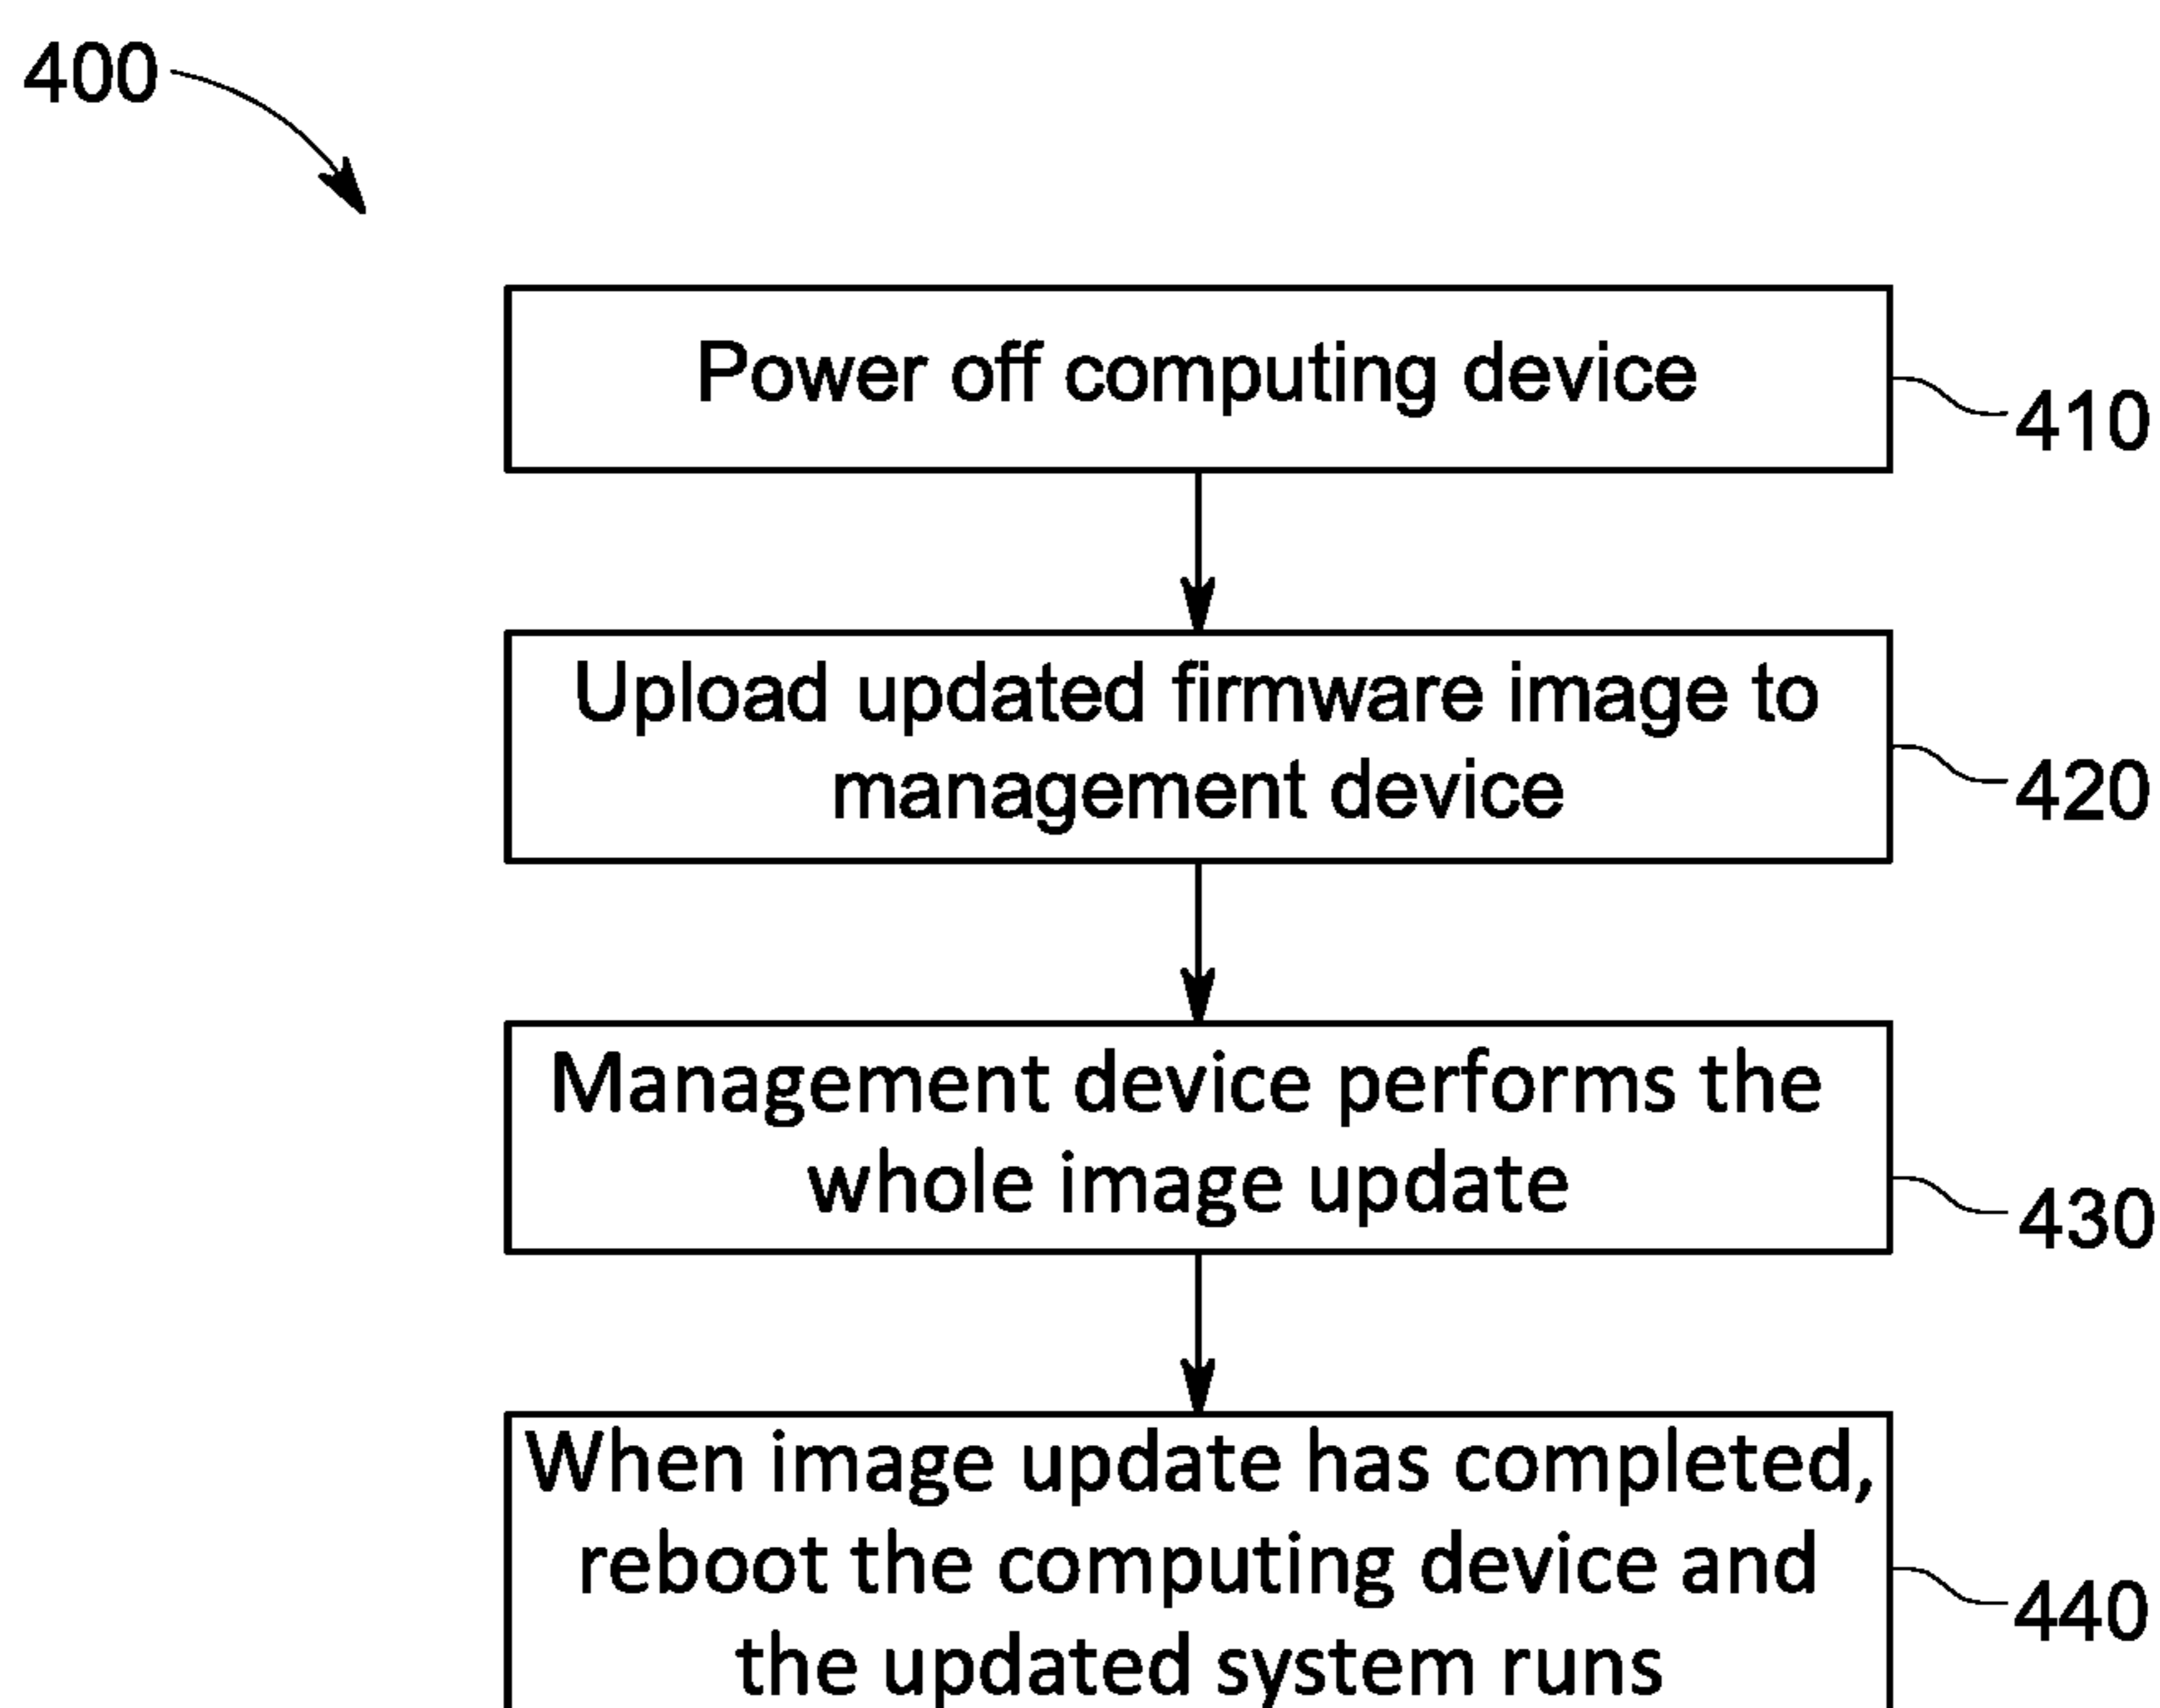 400
Power off computing device
410
Upload updated firmware image to
management device
420
Management device performs the
whole image update
430
When image update has completed,
reboot the computing device and
the updated system runs
440